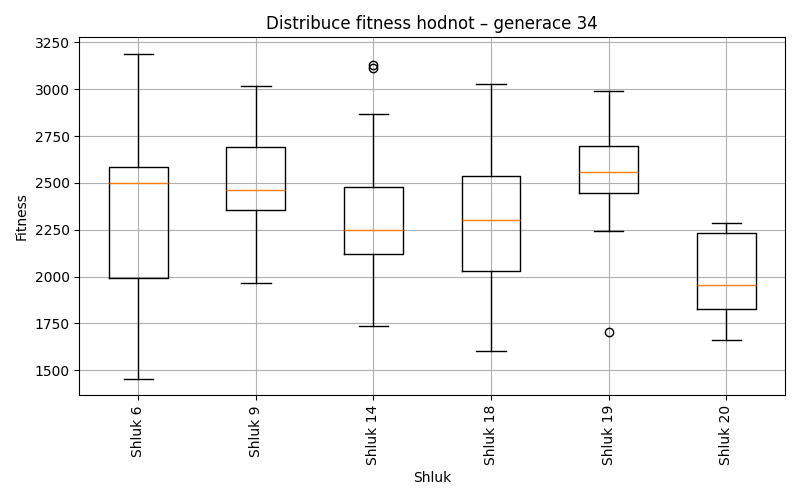 Distribuce fitness hodnot – generace 34
3250
3000
2750
2500
2250
2000
1750
1500
Fitness
Shluk 6
Shluk 9
Shluk 14
Shluk 18
Shluk 19
Shluk 20
Shluk